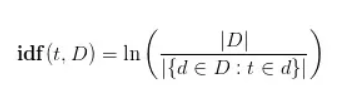 idf(t, D) = ln( |D| / |{d ∈ D : t ∈ d}| )